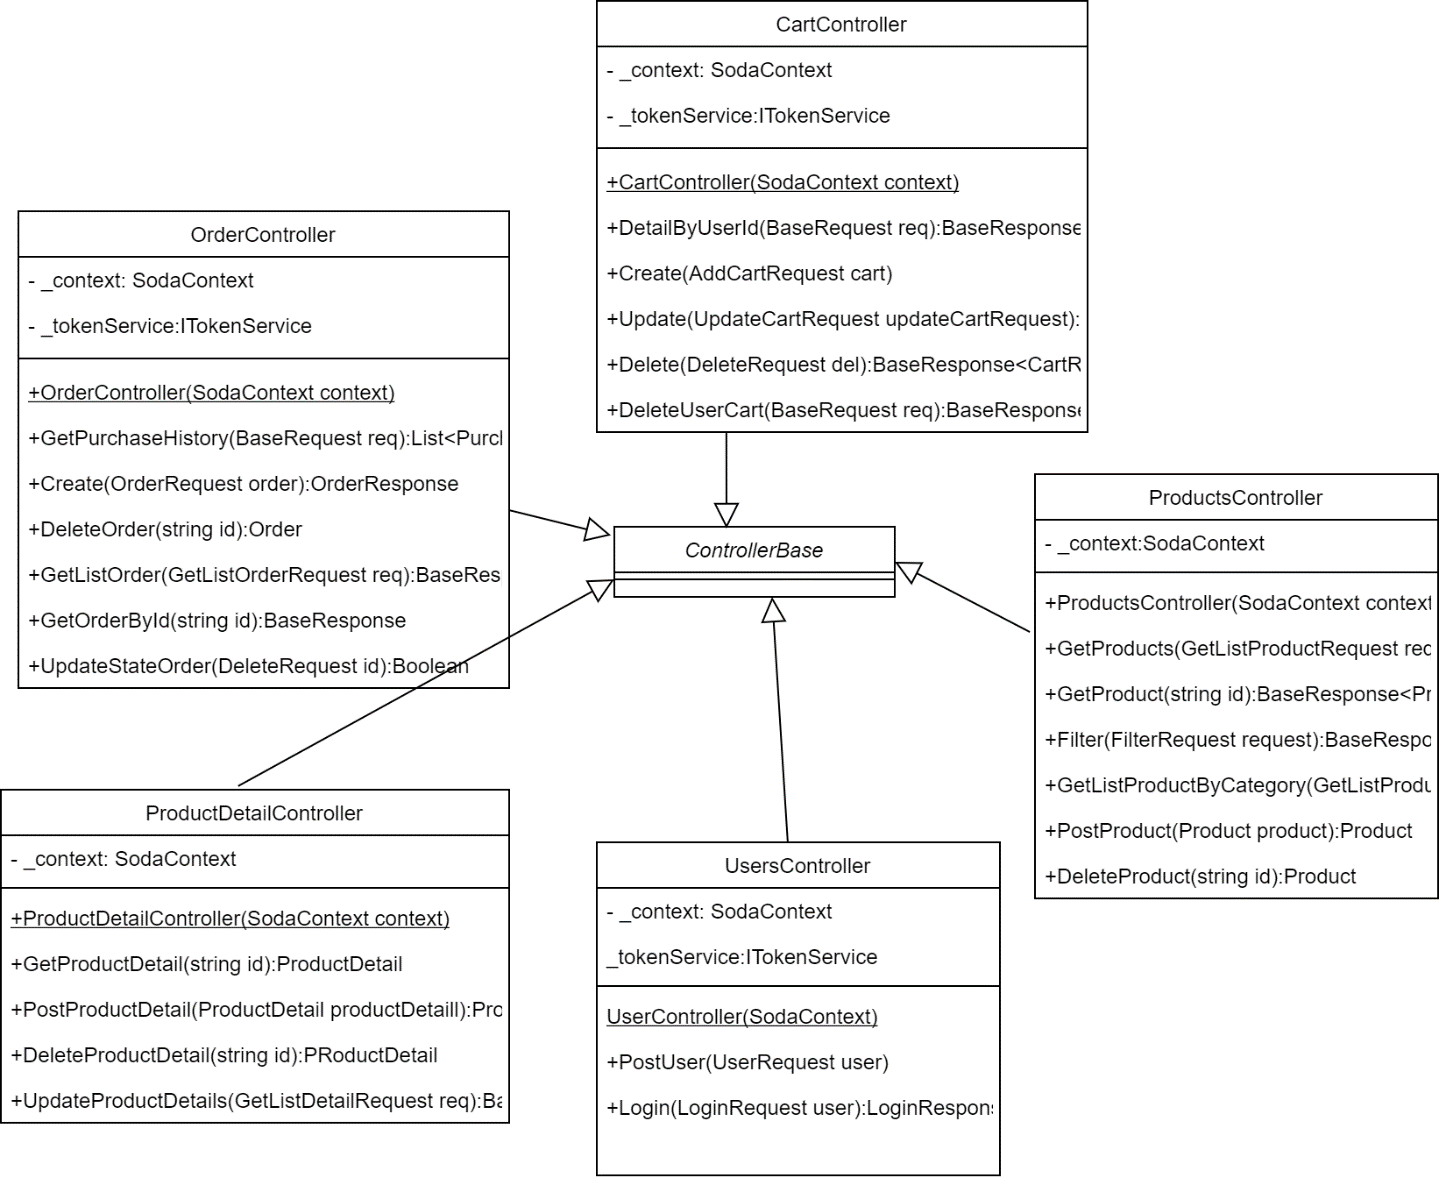 CartController
- _context: SodaContext
- _tokenService:ITokenService
+CartController(SodaContext context)
+DetailByUserId(BaseRequest req):BaseResponse
+Create(AddCartRequest cart)
+Update(UpdateCartRequest updateCartRequest):
+Delete(DeleteRequest del):BaseResponse<CartR
+DeleteUserCart(BaseRequest req):BaseResponse
OrderController
- _context: SodaContext
- _tokenService:ITokenService
+OrderController(SodaContext context)
+GetPurchaseHistory(BaseRequest req):List<Purch
+Create(OrderRequest order):OrderResponse
+DeleteOrder(string id):Order
+GetListOrder(GetListOrderRequest req):BaseRes
+GetOrderById(string id):BaseResponse
+UpdateStateOrder(DeleteRequest id):Boolean
ControllerBase
ProductsController
- _context:SodaContext
+ProductsController(SodaContext context
+GetProducts(GetListProductRequest req
+GetProduct(string id):BaseResponse<Pr
+Filter(FilterRequest request):BaseRespo
+GetListProductByCategory(GetListProdu
+PostProduct(Product product):Product
+DeleteProduct(string id):Product
ProductDetailController
- _context: SodaContext
+ProductDetailController(SodaContext context)
+GetProductDetail(string id):ProductDetail
+PostProductDetail(ProductDetail productDetaill):Pro
+DeleteProductDetail(string id):PRoductDetail
+UpdateProductDetails(GetListDetailRequest req):Ba
UsersController
- _context: SodaContext
_tokenService:ITokenService
UserController(SodaContext)
+PostUser(UserRequest user)
+Login(LoginRequest user):LoginRespons